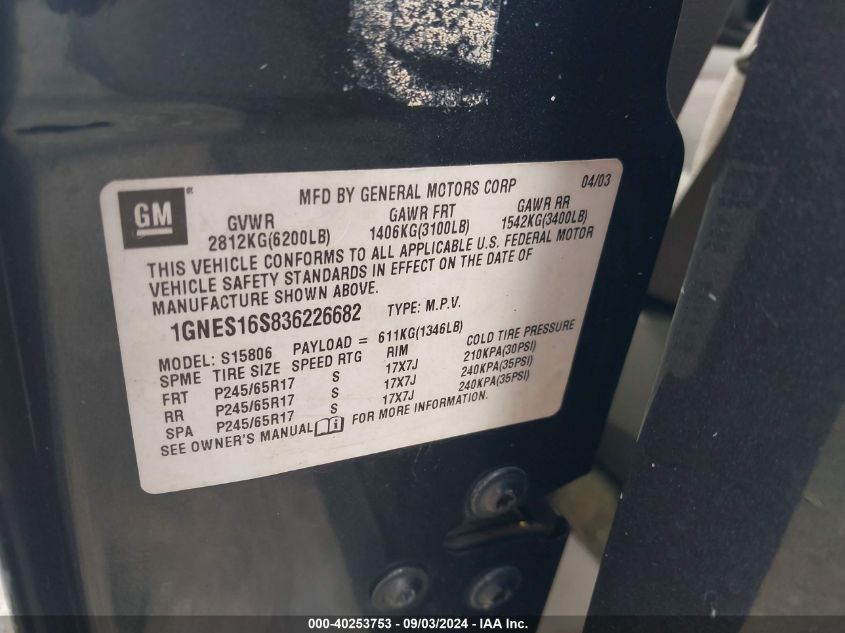 GM ®
MFD BY GENERAL MOTORS CORP 04/03
GVWR GAWR FRT GAWR RR
2812KG(6200LB) 1406KG(3100LB) 1542KG(3400LB)
THIS VEHICLE CONFORMS TO ALL APPLICABLE U.S. FEDERAL MOTOR
VEHICLE SAFETY STANDARDS IN EFFECT ON THE DATE OF
MANUFACTURE SHOWN ABOVE.
1GNES16S836226682 TYPE: M.P.V.
MODEL: S15806 PAYLOAD = 611KG(1346LB)
SPME TIRE SIZE SPEED RTG RIM COLD TIRE PRESSURE
FRT P245/65R17 S 17X7J 210KPA(30PSI)
RR P245/65R17 S 17X7J 240KPA(35PSI)
SPA P245/65R17 S 17X7J 240KPA(35PSI)
SEE OWNER'S MANUAL i FOR MORE INFORMATION.
000-40253753 - 09/03/2024 - IAA Inc.